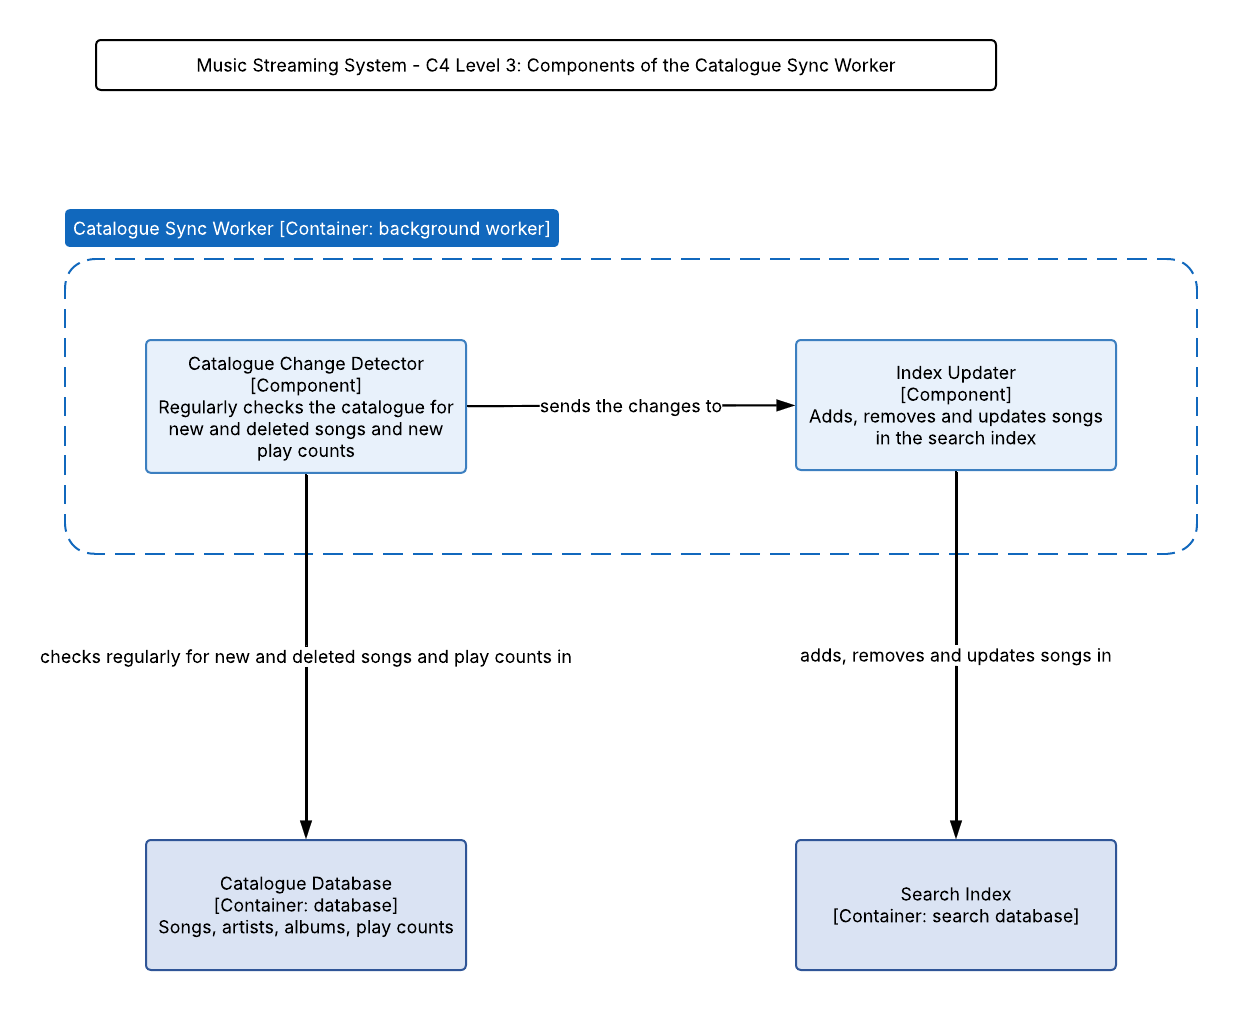 Music Streaming System - C4 Level 3: Components of the Catalogue Sync Worker
Catalogue Sync Worker [Container: background worker]
Catalogue Change Detector
[Component]
Regularly checks the catalogue for
new and deleted songs and new
play counts
sends the changes to
Index Updater
[Component]
Adds, removes and updates songs
in the search index
checks regularly for new and deleted songs and play counts in
adds, removes and updates songs in
Catalogue Database
[Container: database]
Songs, artists, albums, play counts
Search Index
[Container: search database]